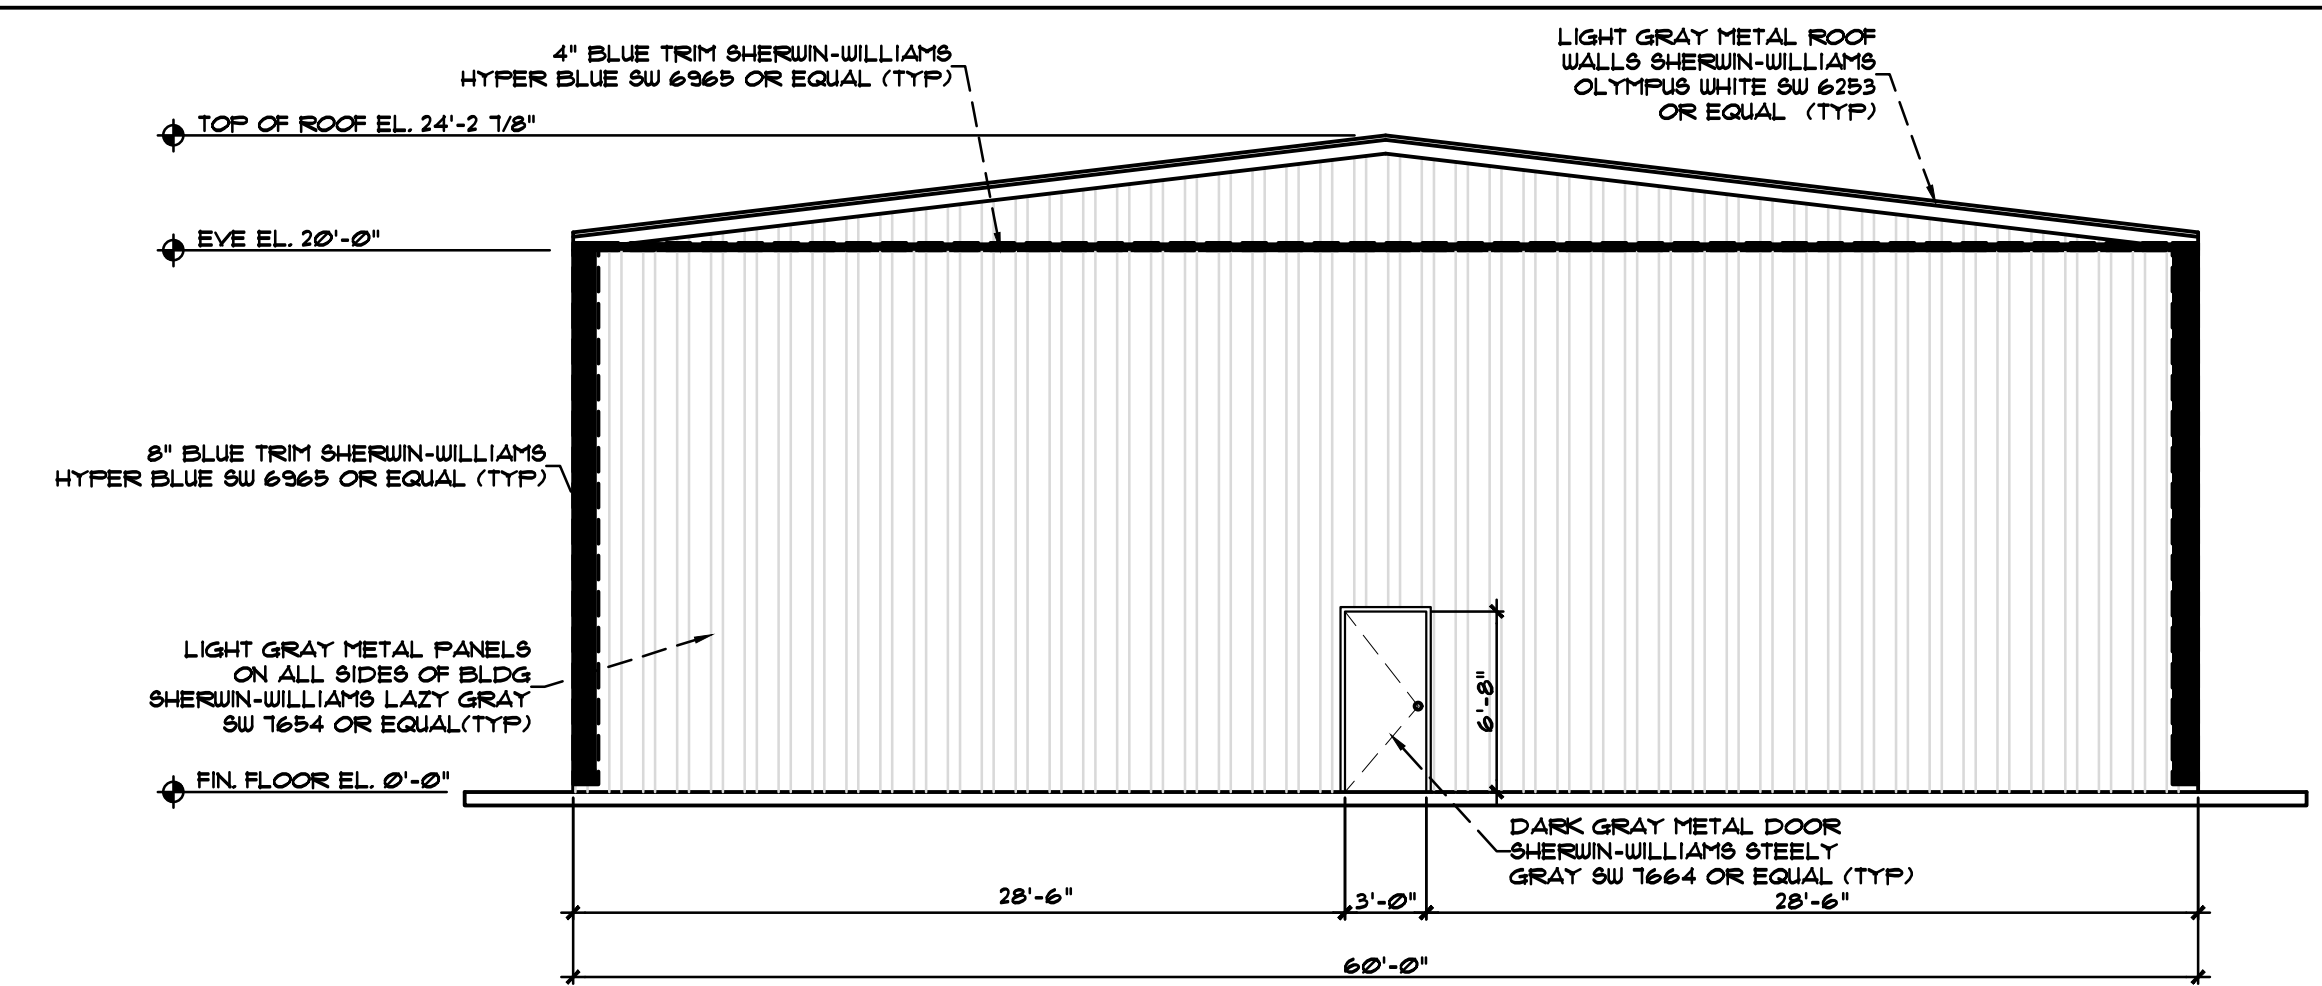 4" BLUE TRIM SHERWIN-WILLIAMS
HYPER BLUE SW 6965 OR EQUAL (TYP)
LIGHT GRAY METAL ROOF
WALLS SHERWIN-WILLIAMS
OLYMPUS WHITE SW 6253
OR EQUAL (TYP)
TOP OF ROOF EL. 24'-2 7/8"
EVE EL. 20'-0"
8" BLUE TRIM SHERWIN-WILLIAMS
HYPER BLUE SW 6965 OR EQUAL (TYP)
LIGHT GRAY METAL PANELS
ON ALL SIDES OF BLDG
SHERWIN-WILLIAMS LAZY GRAY
SW 7654 OR EQUAL(TYP)
6'-8"
FIN. FLOOR EL. 0'-0"
DARK GRAY METAL DOOR
SHERWIN-WILLIAMS STEELY
GRAY SW 7664 OR EQUAL (TYP)
28'-6"
3'-0"
28'-6"
60'-0"